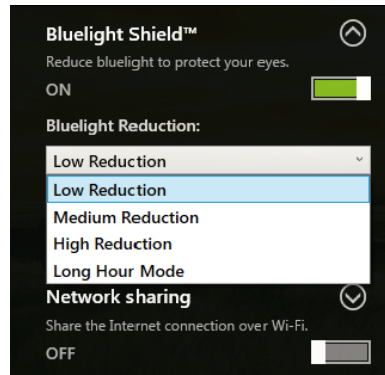 Bluelight Shield™
Reduce bluelight to protect your eyes.
ON
Bluelight Reduction:
Low Reduction
Low Reduction
Medium Reduction
High Reduction
Long Hour Mode
Network sharing
Share the Internet connection over Wi-Fi.
OFF